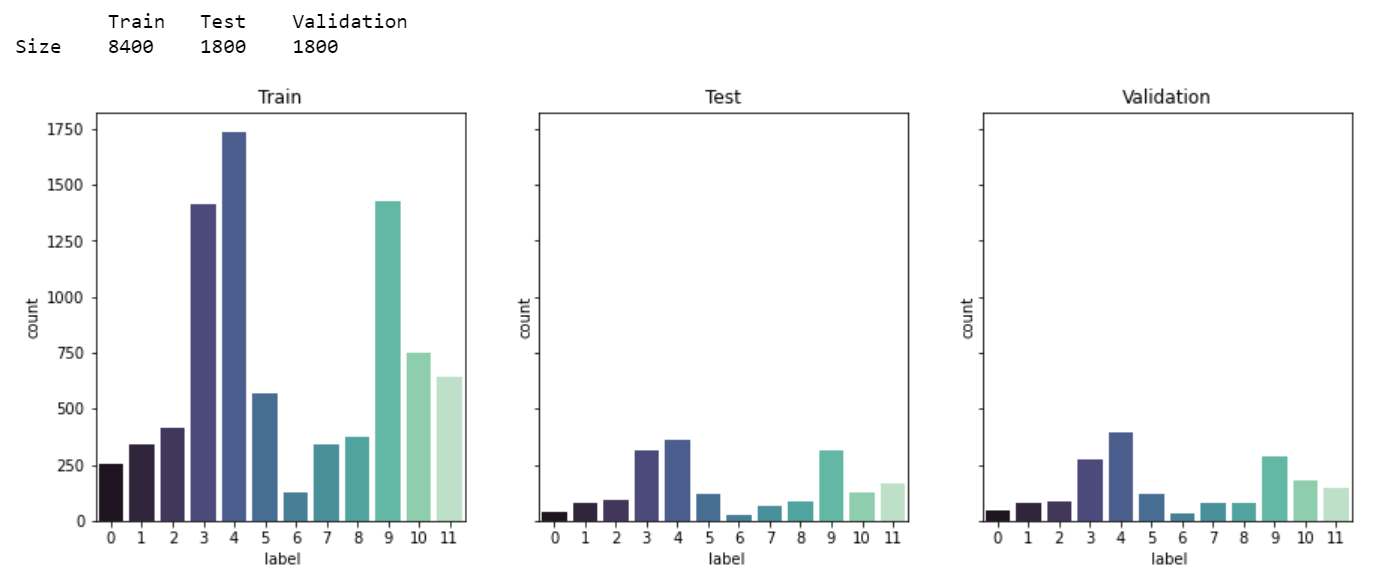 Train Test Validation
Size 8400 1800 1800
Train
count
1750
1500
1250
1000
750
500
250
0
0 1 2 3 4 5 6 7 8 9 10 11
label
Test
count
0 1 2 3 4 5 6 7 8 9 10 11
label
Validation
count
0 1 2 3 4 5 6 7 8 9 10 11
label